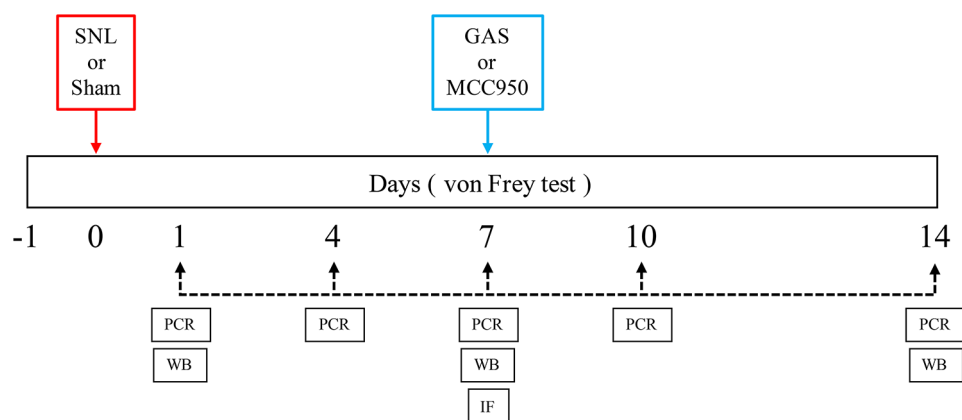 SNL
or
Sham
GAS
or
MCC950
Days ( von Frey test )
-1 0 1 4 7 10 14
PCR PCR PCR PCR PCR
WB WB WB
IF